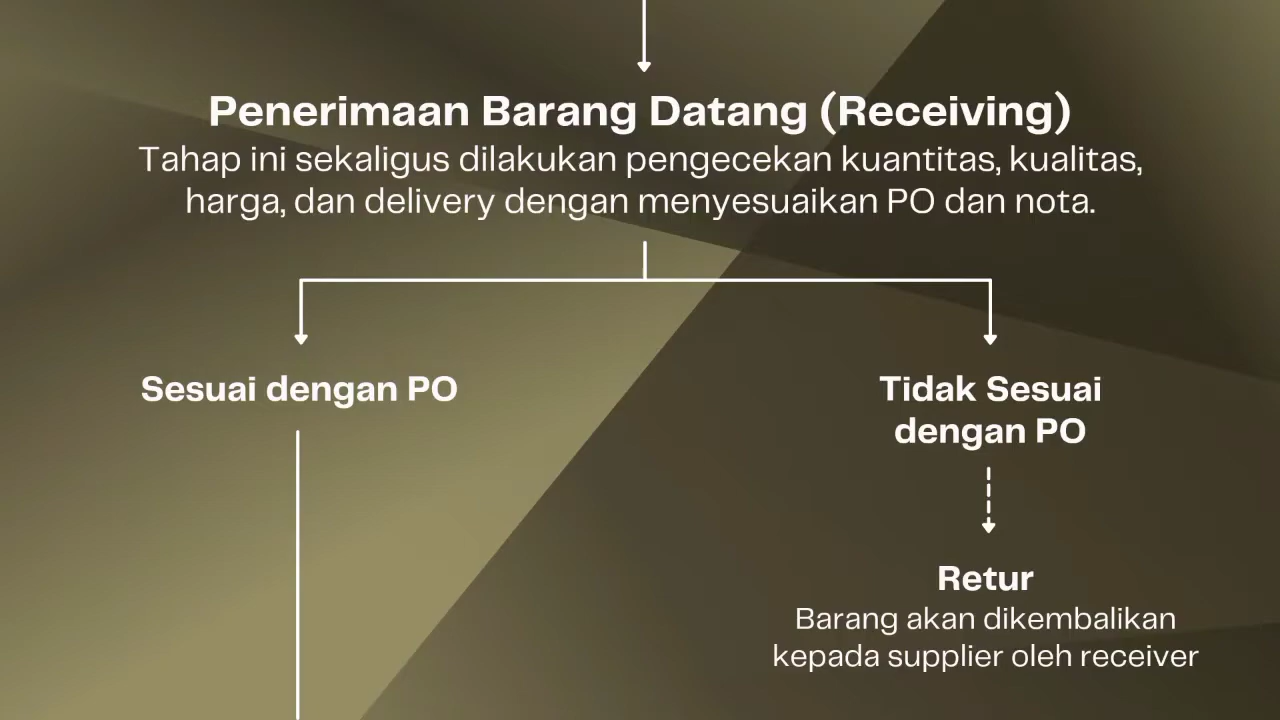 Penerimaan Barang Datang (Receiving)
Tahap ini sekaligus dilakukan pengecekan kuantitas, kualitas,
harga, dan delivery dengan menyesuaikan PO dan nota.
Sesuai dengan PO
Tidak Sesuai
dengan PO
Retur
Barang akan dikembalikan
kepada supplier oleh receiver